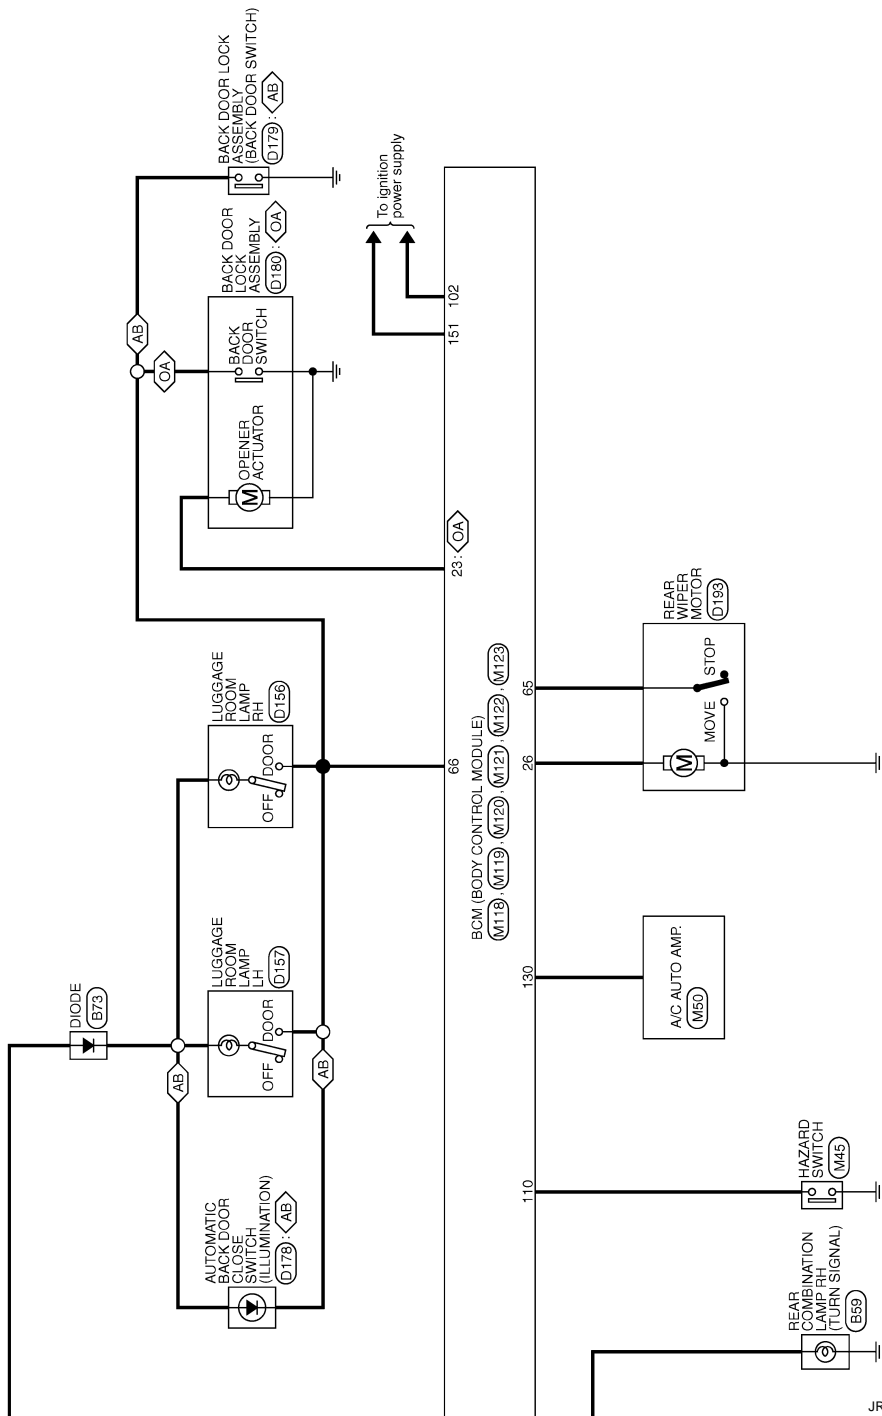 BACK DOOR LOCK
ASSEMBLY
(BACK DOOR SWITCH)
D179 : AB
BACK DOOR
LOCK
ASSEMBLY
D180 : OA
To ignition
power supply
AB
OA
BACK
DOOR
SWITCH
OPENER
ACTUATOR
M
102
151
23: OA
LUGGAGE
ROOM
LAMP
RH
D156
DOOR
OFF
66
BCM (BODY CONTROL MODULE)
M118 , M119 , M120 , M121 , M122 , M123
65
26
REAR
WIPER
MOTOR
D193
STOP
MOVE
M
DIODE
B73
LUGGAGE
ROOM
LAMP
LH
D157
DOOR
OFF
AB
AB
130
A/C AUTO AMP.
M50
AUTOMATIC
BACK DOOR
CLOSE
SWITCH
(ILLUMINATION)
D178 : AB
110
HAZARD
SWITCH
M45
REAR
COMBINATION
LAMP RH
(TURN SIGNAL)
B59
JR